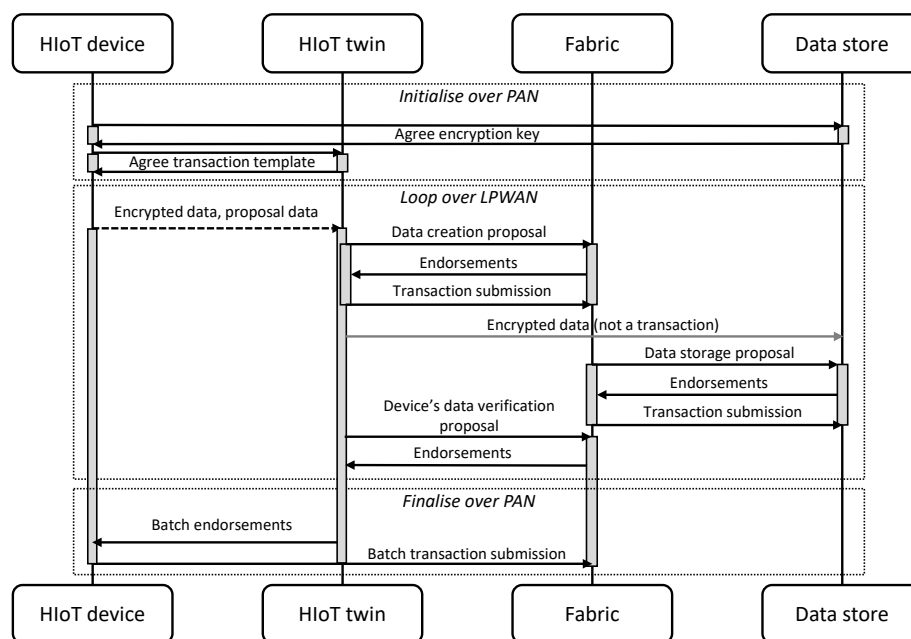 HIoT device
HIoT twin
Fabric
Data store
Initialise over PAN
Agree encryption key
Agree transaction template
Loop over LPWAN
Encrypted data, proposal data
Data creation proposal
Endorsements
Transaction submission
Encrypted data (not a transaction)
Data storage proposal
Endorsements
Device's data verification
proposal
Transaction submission
Endorsements
Finalise over PAN
Batch endorsements
Batch transaction submission
HIoT device
HIoT twin
Fabric
Data store